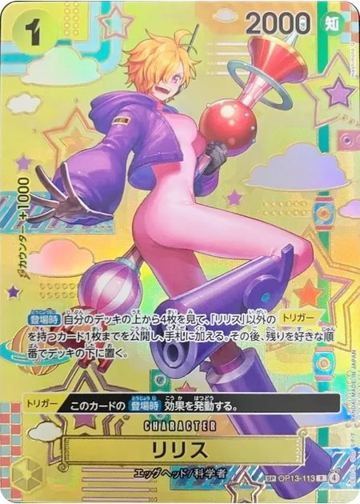 1
2000
知
カウンター+1000
登場時 自分のデッキの上から4枚を見て、「リリス」以外の トリガー
を持つカード1枚までを公開し、手札に加える。その後、残りを好きな順
番でデッキの下に置く。
トリガー このカードの 登場時 効果を発動する。
CHARACTER
リリス
エッグヘッド/科学者
SP OP13-113 R 4